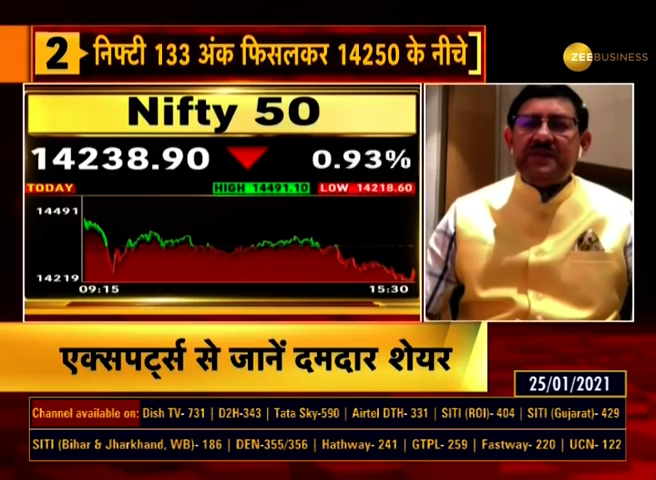 2 निफ्टी 133 अंक फिसलकर 14250 के नीचे
ZEEBUSINESS
Nifty 50
14238.90 0.93%
TODAY HIGH 14491.10 LOW 14218.60
14491
14219
09:15 15:30
एक्सपर्ट्स से जानें दमदार शेयर
25/01/2021
Channel available on: Dish TV- 731 | D2H-343 | Tata Sky-590 | Airtel DTH- 331 | SITI (ROI)- 404 | SITI (Gujarat)- 429
SITI (Bihar & Jharkhand, WB)- 186 | DEN-355/356 | Hathway- 241 | GTPL- 259 | Fastway- 220 | UCN- 122